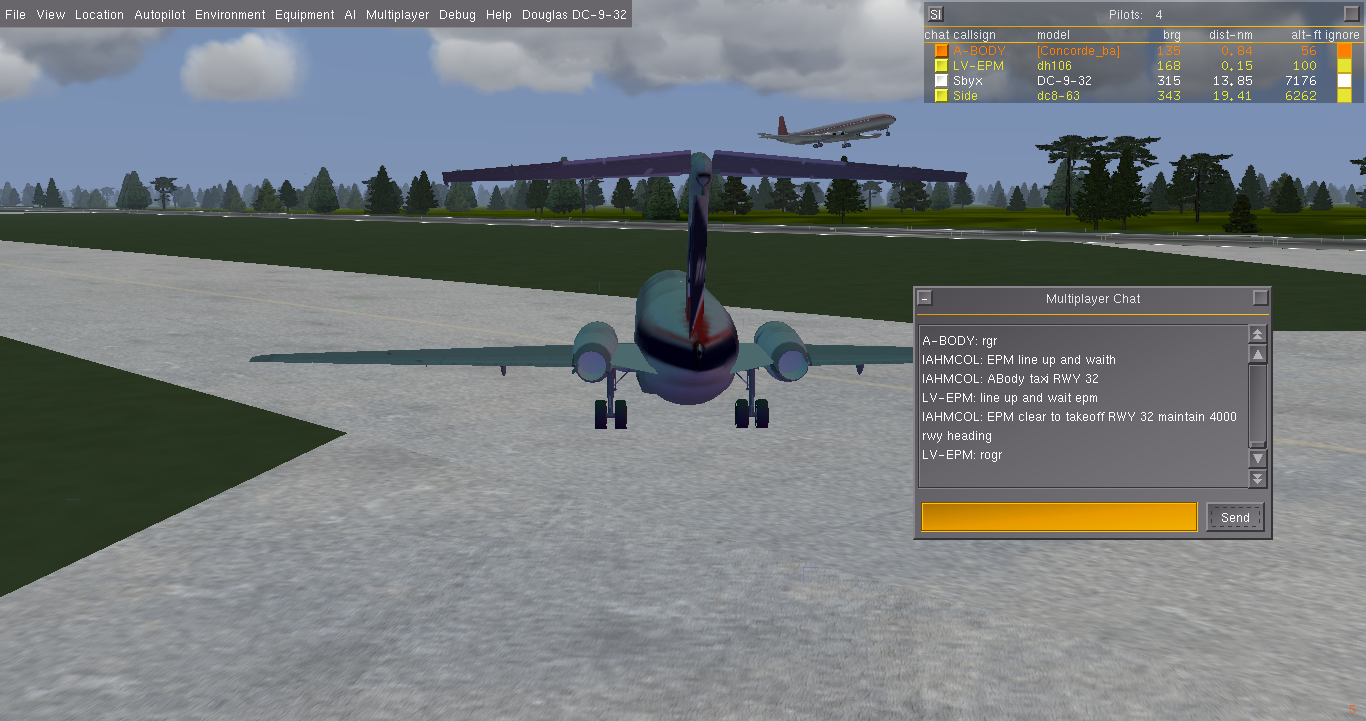 File View Location Autopilot Environment Equipment AI Multiplayer Debug Help Douglas DC-9-32
SI Pilots: 4
chat callsign model brg dist-nm alt-ft ignore
A-BODY [Concorde_ba] 135 0.84 56
LV-EPM dh106 168 0.15 100
Sbyx DC-9-32 315 13.85 7176
Side dc8-63 343 19.41 6262
- Multiplayer Chat
A-BODY: rgr
IAHMCOL: EPM line up and waith
IAHMCOL: ABody taxi RWY 32
LV-EPM: line up and wait epm
IAHMCOL: EPM clear to takeoff RWY 32 maintain 4000
rwy heading
LV-EPM: rogr
Send
5